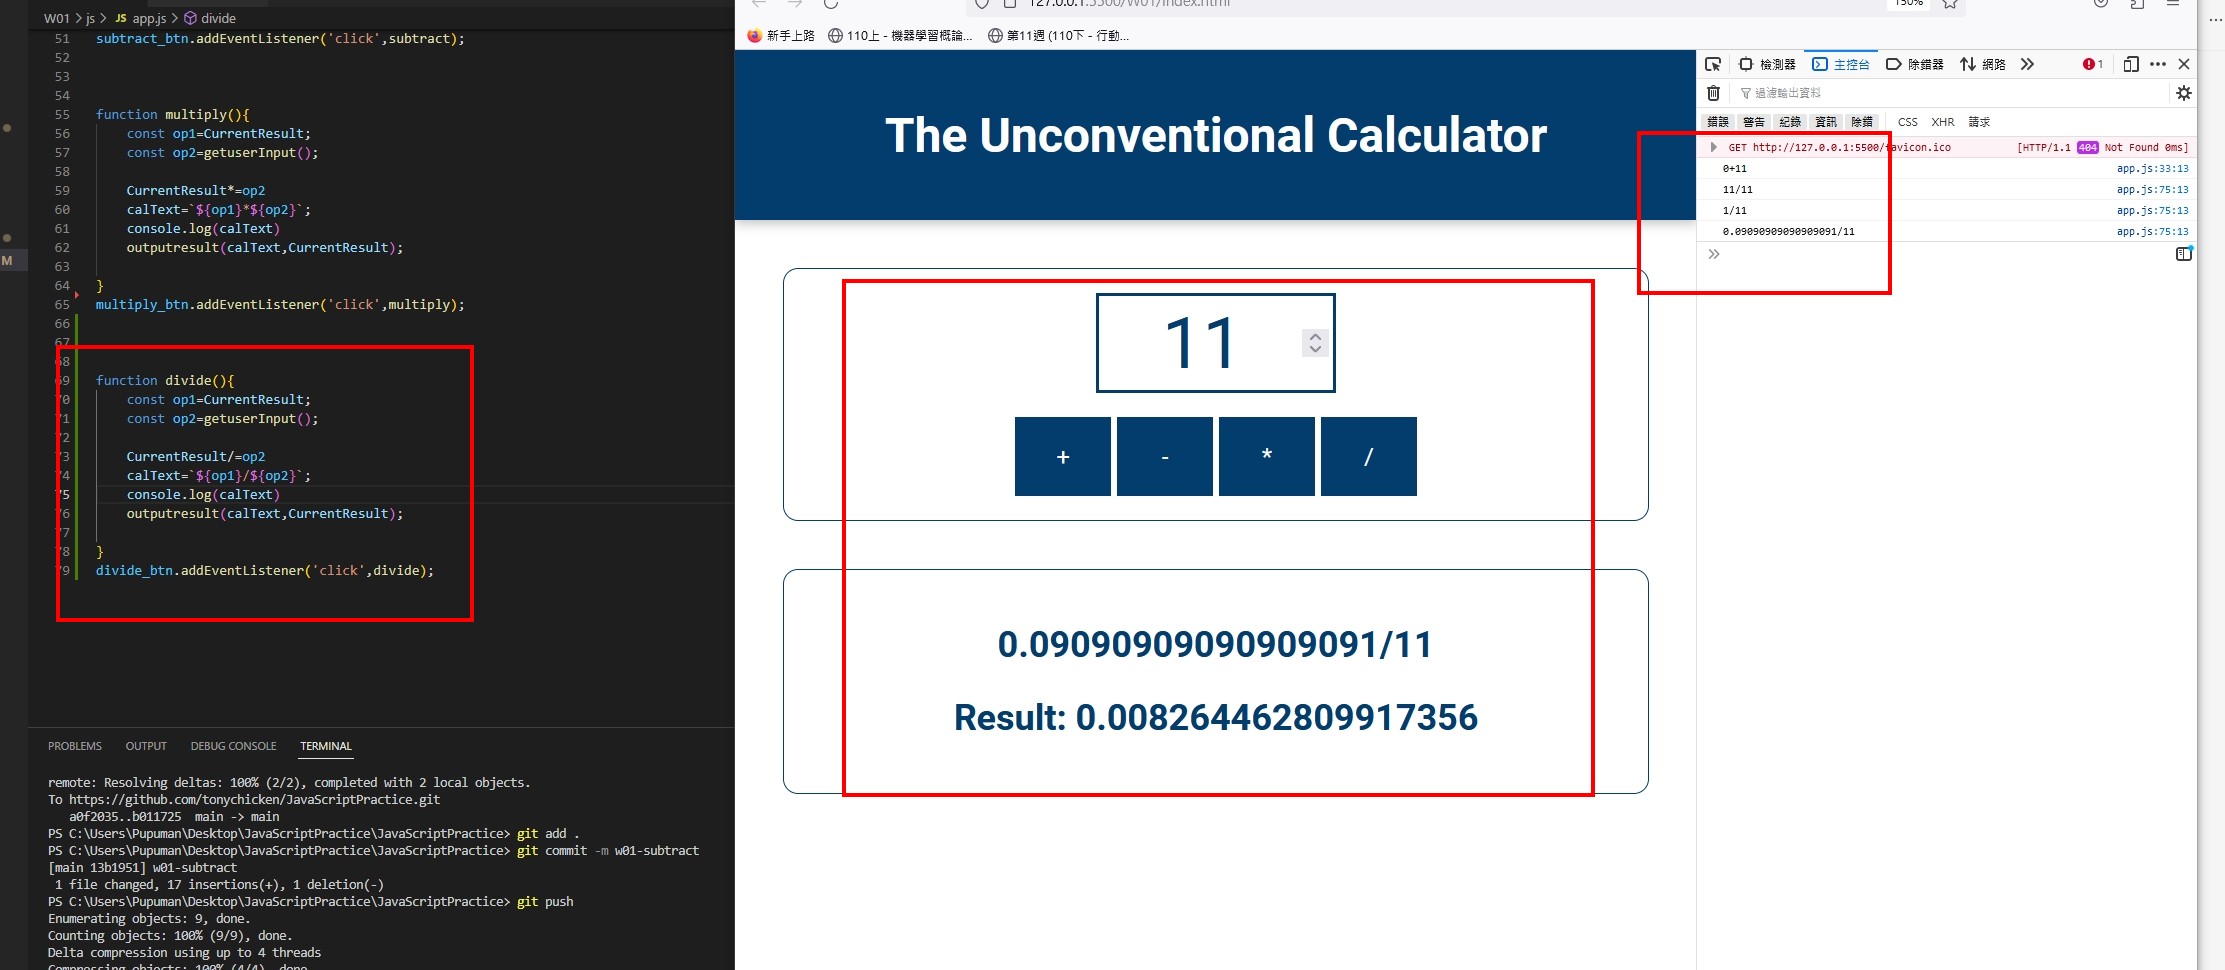 W01 > js > JS app.js > divide
51 subtract_btn.addEventListener('click',subtract);
52
53
54
55 function multiply(){
56 const op1=CurrentResult;
57 const op2=getuserInput();
58
59 CurrentResult*=op2
60 calText=`${op1}*${op2}`;
61 console.log(calText)
62 outputresult(calText,CurrentResult);
63
64 }
65 multiply_btn.addEventListener('click',multiply);
66
67
68
69 function divide(){
70 const op1=CurrentResult;
71 const op2=getuserInput();
72
73 CurrentResult/=op2
74 calText=`${op1}/${op2}`;
75 console.log(calText)
76 outputresult(calText,CurrentResult);
77
78 }
79 divide_btn.addEventListener('click',divide);
M
PROBLEMS OUTPUT DEBUG CONSOLE TERMINAL
remote: Resolving deltas: 100% (2/2), completed with 2 local objects.
To https://github.com/tonychicken/JavaScriptPractice.git
a0f2035..b011725 main -> main
PS C:\Users\Pupuman\Desktop\JavaScriptPractice\JavaScriptPractice> git add .
PS C:\Users\Pupuman\Desktop\JavaScriptPractice\JavaScriptPractice> git commit -m w01-subtract
[main 13b1951] w01-subtract
1 file changed, 17 insertions(+), 1 deletion(-)
PS C:\Users\Pupuman\Desktop\JavaScriptPractice\JavaScriptPractice> git push
Enumerating objects: 9, done.
Counting objects: 100% (9/9), done.
Delta compression using up to 4 threads
Compressing objects: 100% (4/4), done
127.0.0.1:5500/W01/index.html 150%
新手上路 110上 - 機器學習概論... 第11週 (110下 - 行動...
The Unconventional Calculator
11
+ - * /
0.09090909090909091/11
Result: 0.008264462809917356
檢測器 主控台 除錯器 網路 1
過濾輸出資料
錯誤 警告 紀錄 資訊 除錯 CSS XHR 請求
GET http://127.0.0.1:5500/favicon.ico [HTTP/1.1 404 Not Found 0ms]
0+11 app.js:33:13
11/11 app.js:75:13
1/11 app.js:75:13
0.09090909090909091/11 app.js:75:13